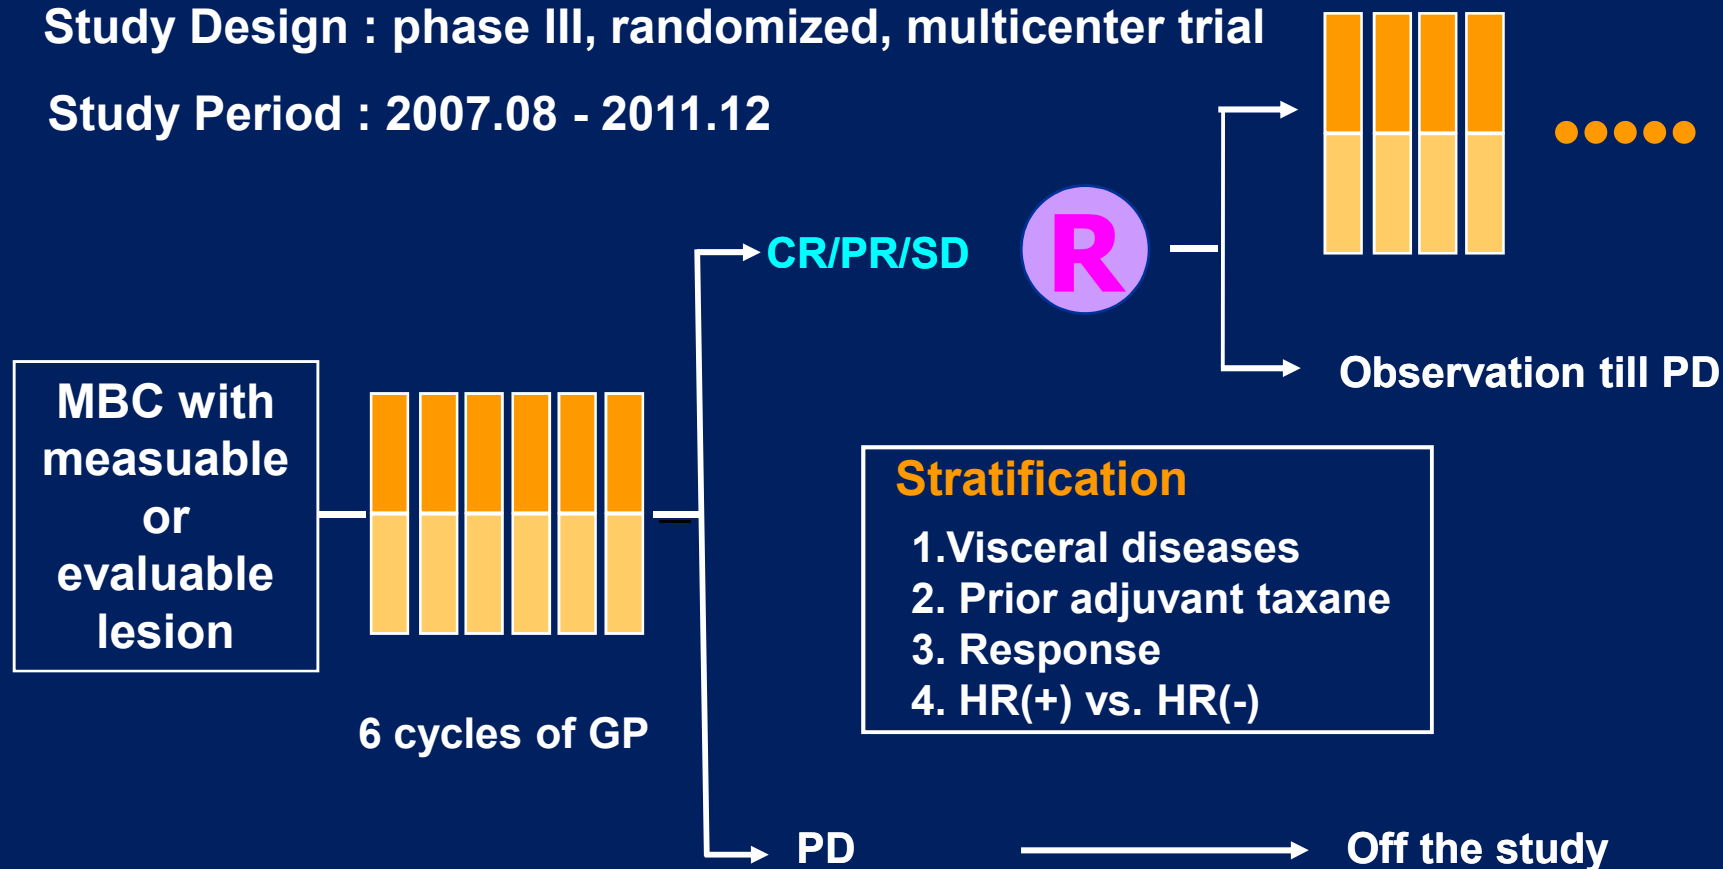 Study Design : phase III, randomized, multicenter trial
Study Period : 2007.08 - 2011.12
CR/PR/SD
R
Observation till PD
MBC with
measuable
or
evaluable
lesion
6 cycles of GP
Stratification
1.Visceral diseases
2. Prior adjuvant taxane
3. Response
4. HR(+) vs. HR(-)
PD
Off the study